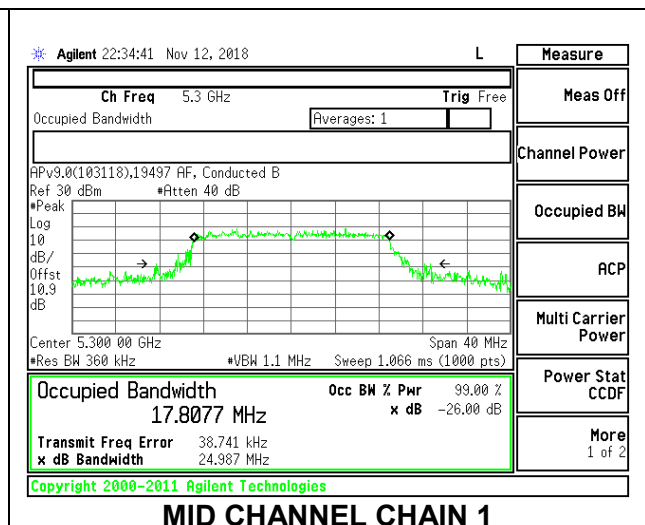 Agilent 22:34:41 Nov 12, 2018 L
Measure
Ch Freq 5.3 GHz Trig Free
Meas Off
Occupied Bandwidth Averages: 1
Channel Power
APv9.0(103118),19497 AF, Conducted B
Ref 30 dBm #Atten 40 dB
#Peak
Occupied BW
Log
10
dB/
ACP
Offst
10.9
dB
Multi Carrier
Power
Center 5.300 00 GHz Span 40 MHz
#Res BW 360 kHz #VBW 1.1 MHz Sweep 1.066 ms (1000 pts)
Power Stat
CCDF
Occupied Bandwidth Occ BW % Pwr 99.00 %
17.8077 MHz x dB -26.00 dB
Transmit Freq Error 38.741 kHz
x dB Bandwidth 24.987 MHz
More
1 of 2
Copyright 2000-2011 Agilent Technologies
MID CHANNEL CHAIN 1